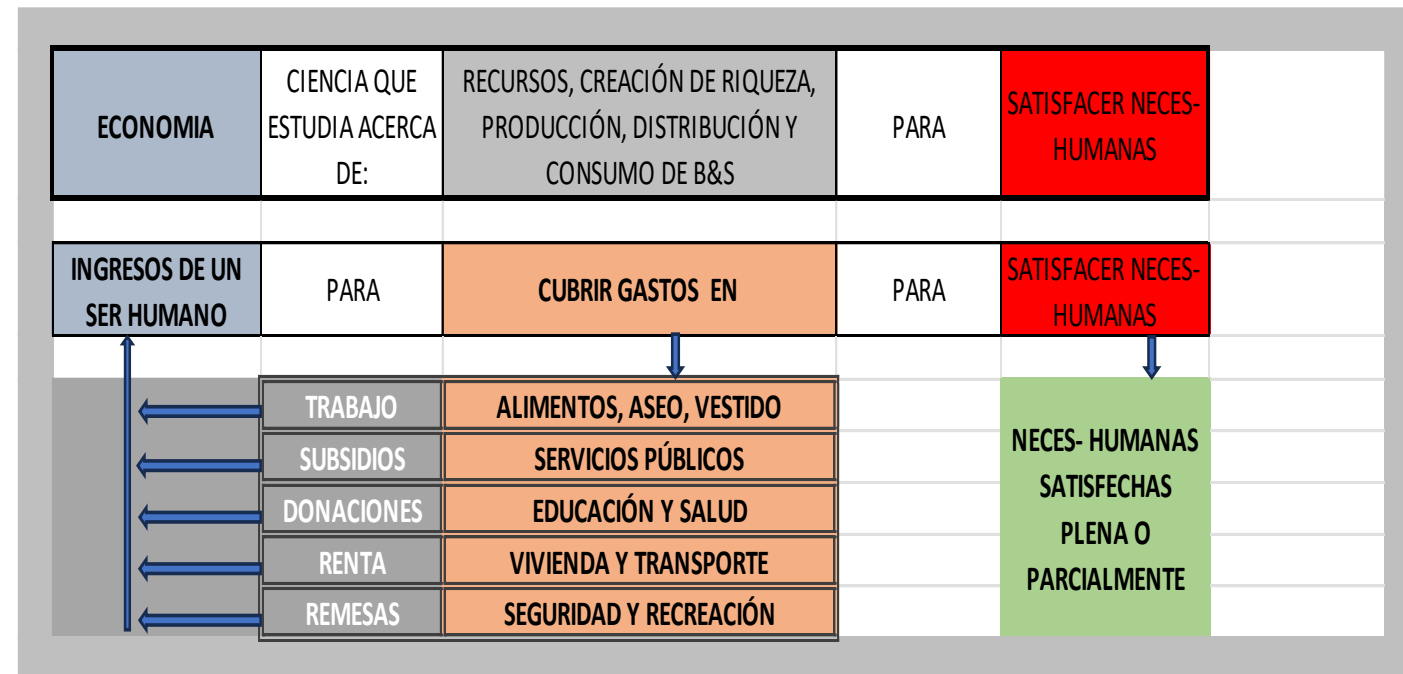 ECONOMIA
CIENCIA QUE
ESTUDIA ACERCA
DE:
RECURSOS, CREACIÓN DE RIQUEZA,
PRODUCCIÓN, DISTRIBUCIÓN Y
CONSUMO DE B&S
PARA
SATISFACER NECES-
HUMANAS
INGRESOS DE UN
SER HUMANO
PARA
CUBRIR GASTOS EN
PARA
SATISFACER NECES-
HUMANAS
TRABAJO
ALIMENTOS, ASEO, VESTIDO
SUBSIDIOS
SERVICIOS PÚBLICOS
DONACIONES
EDUCACIÓN Y SALUD
RENTA
VIVIENDA Y TRANSPORTE
REMESAS
SEGURIDAD Y RECREACIÓN
NECES- HUMANAS
SATISFECHAS
PLENA O
PARCIALMENTE